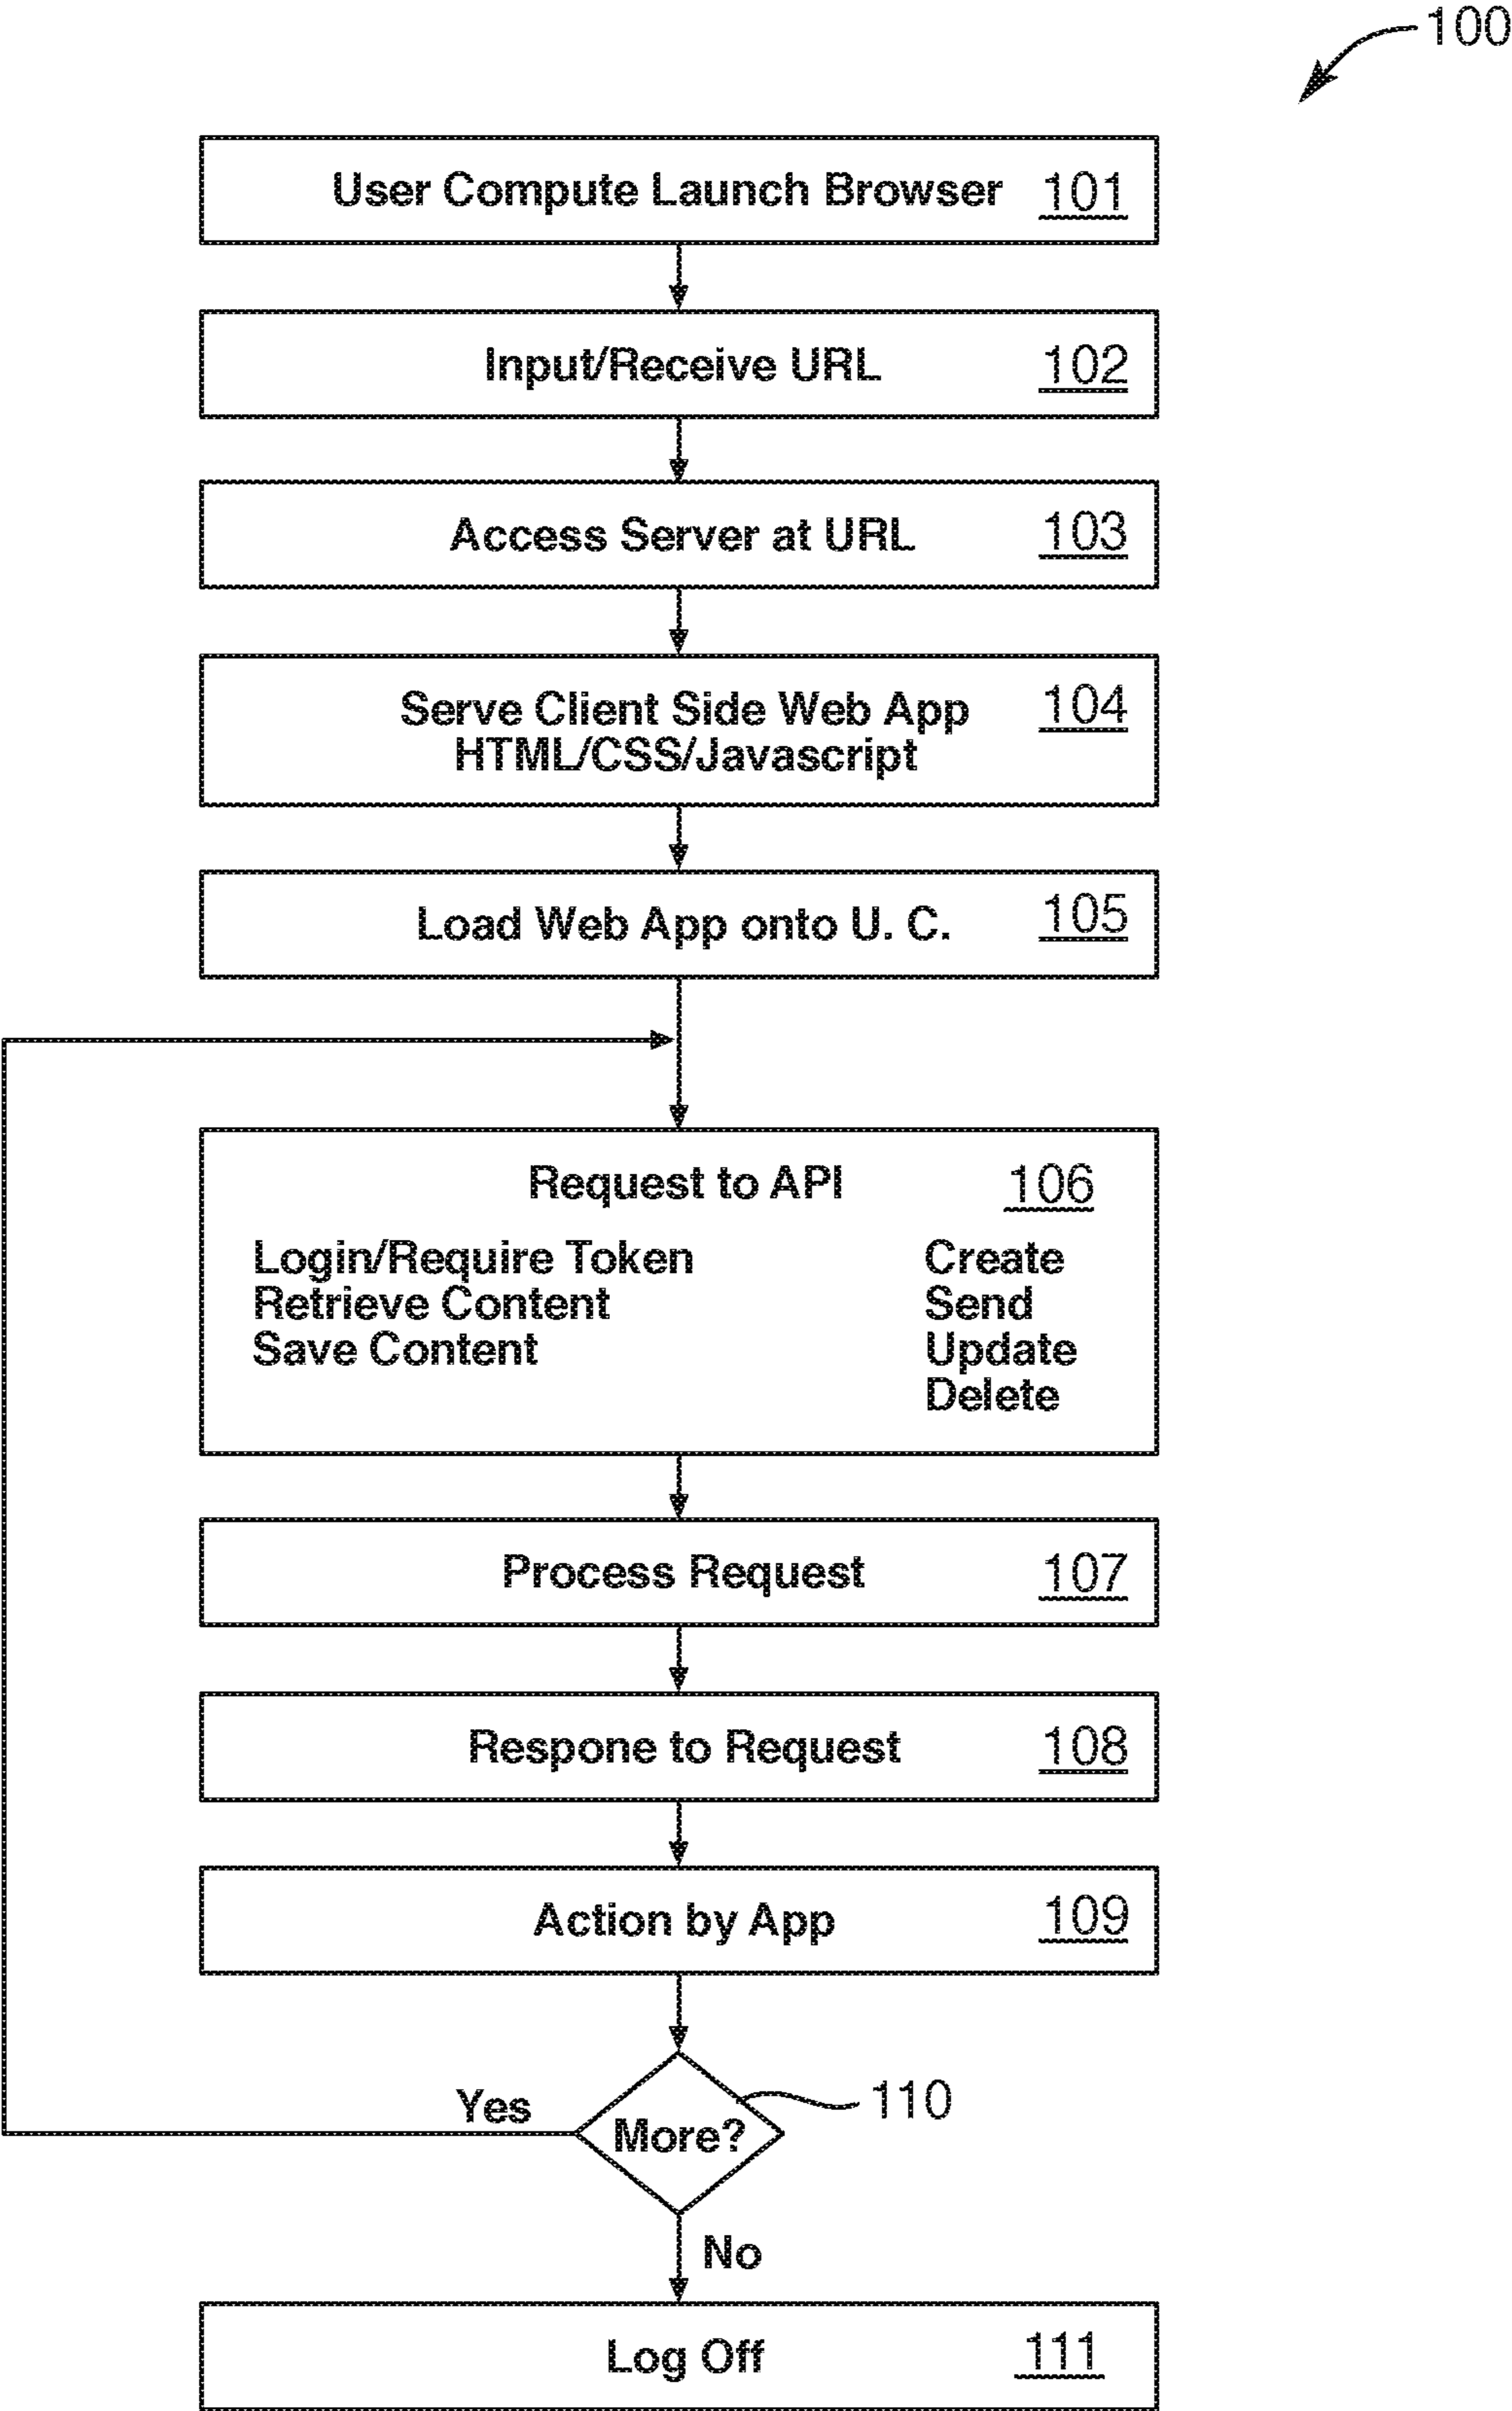 100
User Compute Launch Browser 101
Input/Receive URL 102
Access Server at URL 103
Serve Client Side Web App 104
HTML/CSS/Javascript
Load Web App onto U. C. 105
Request to API 106
Login/Require Token Create
Retrieve Content Send
Save Content Update
Delete
Process Request 107
Respone to Request 108
Action by App 109
Yes More? 110
No
Log Off 111